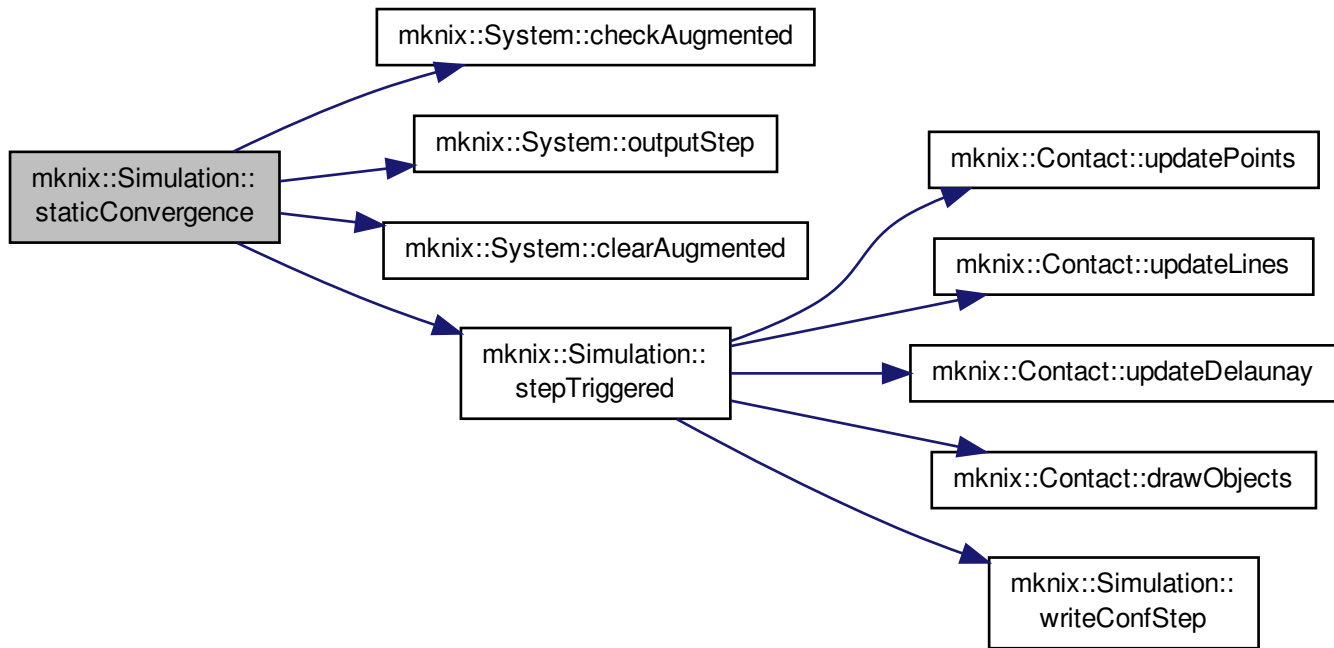 mknix::System::checkAugmented
mknix::System::outputStep
mknix::Simulation::
staticConvergence
mknix::System::clearAugmented
mknix::Simulation::
stepTriggered
mknix::Contact::updatePoints
mknix::Contact::updateLines
mknix::Contact::updateDelaunay
mknix::Contact::drawObjects
mknix::Simulation::
writeConfStep